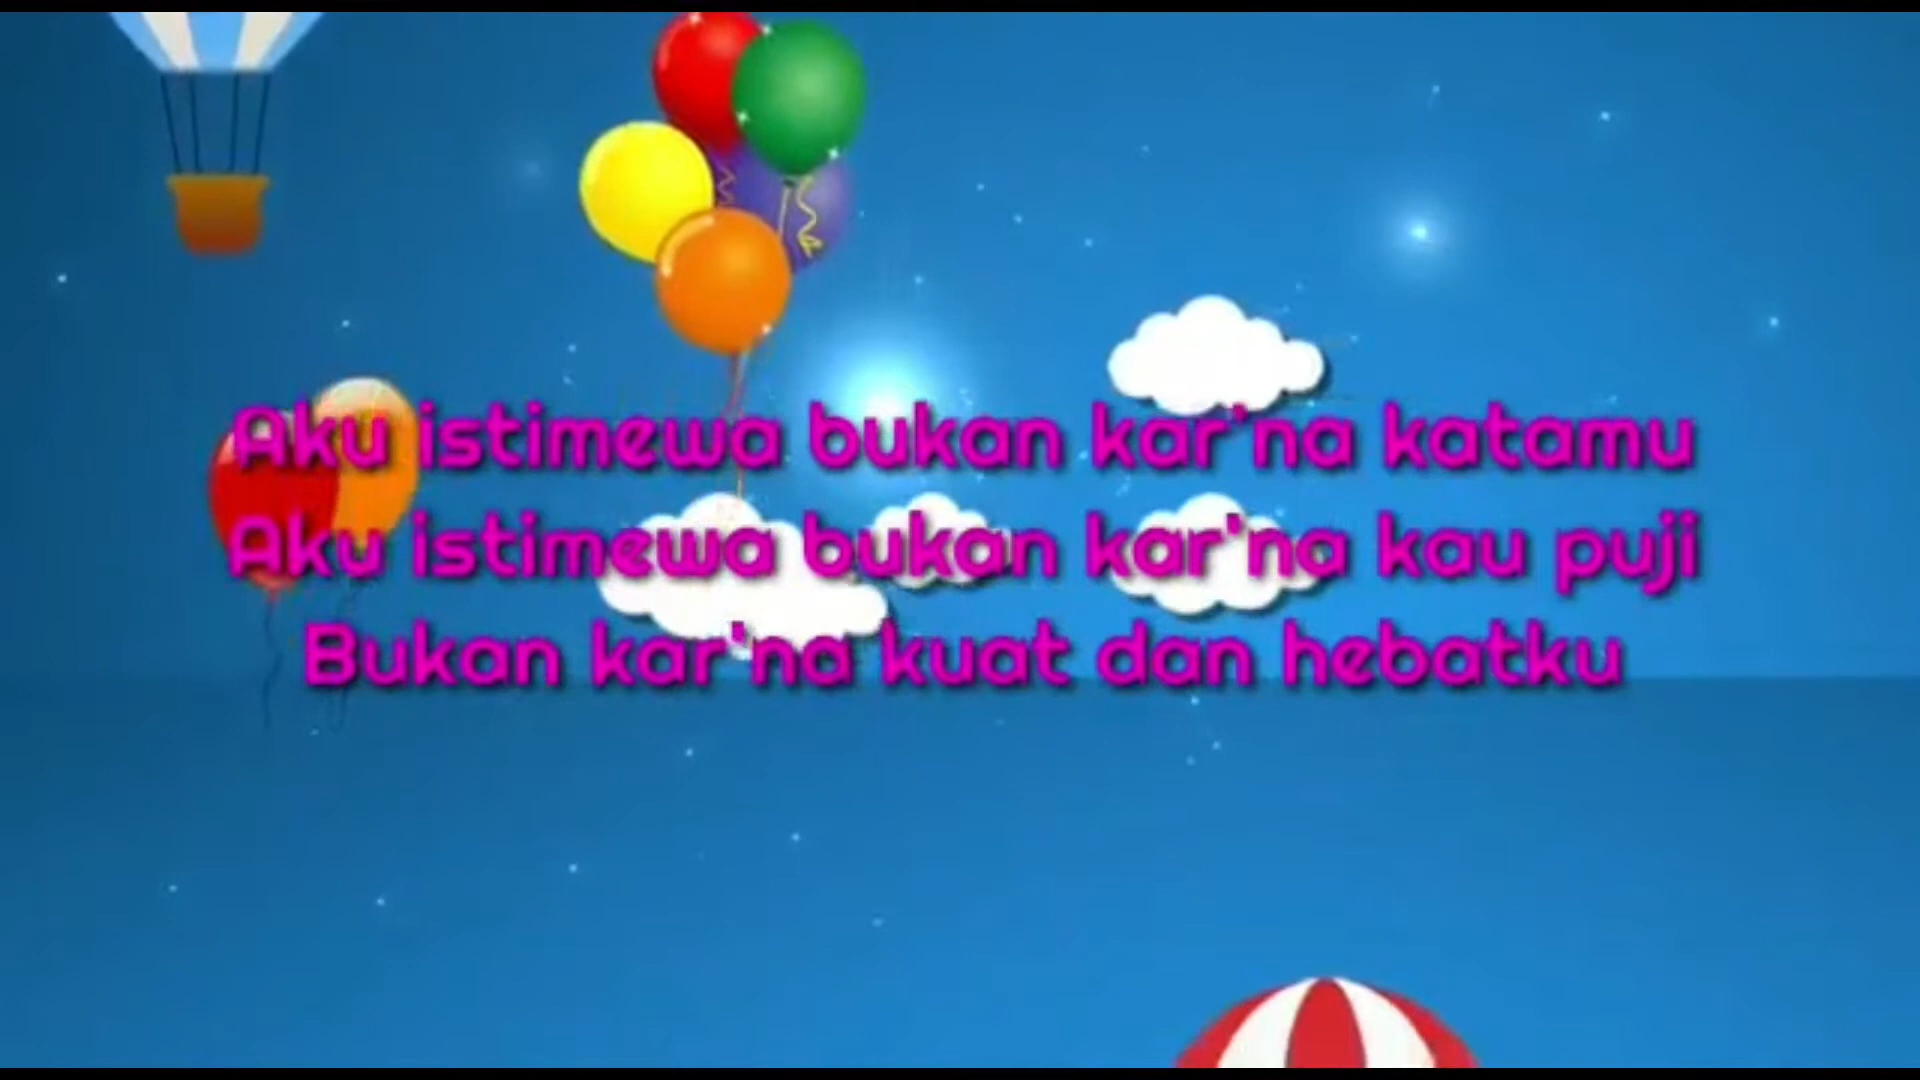 Aku istimewa bukan kar'na katamu
Aku istimewa bukan kar'na kau puji
Bukan kar'na kuat dan hebatku